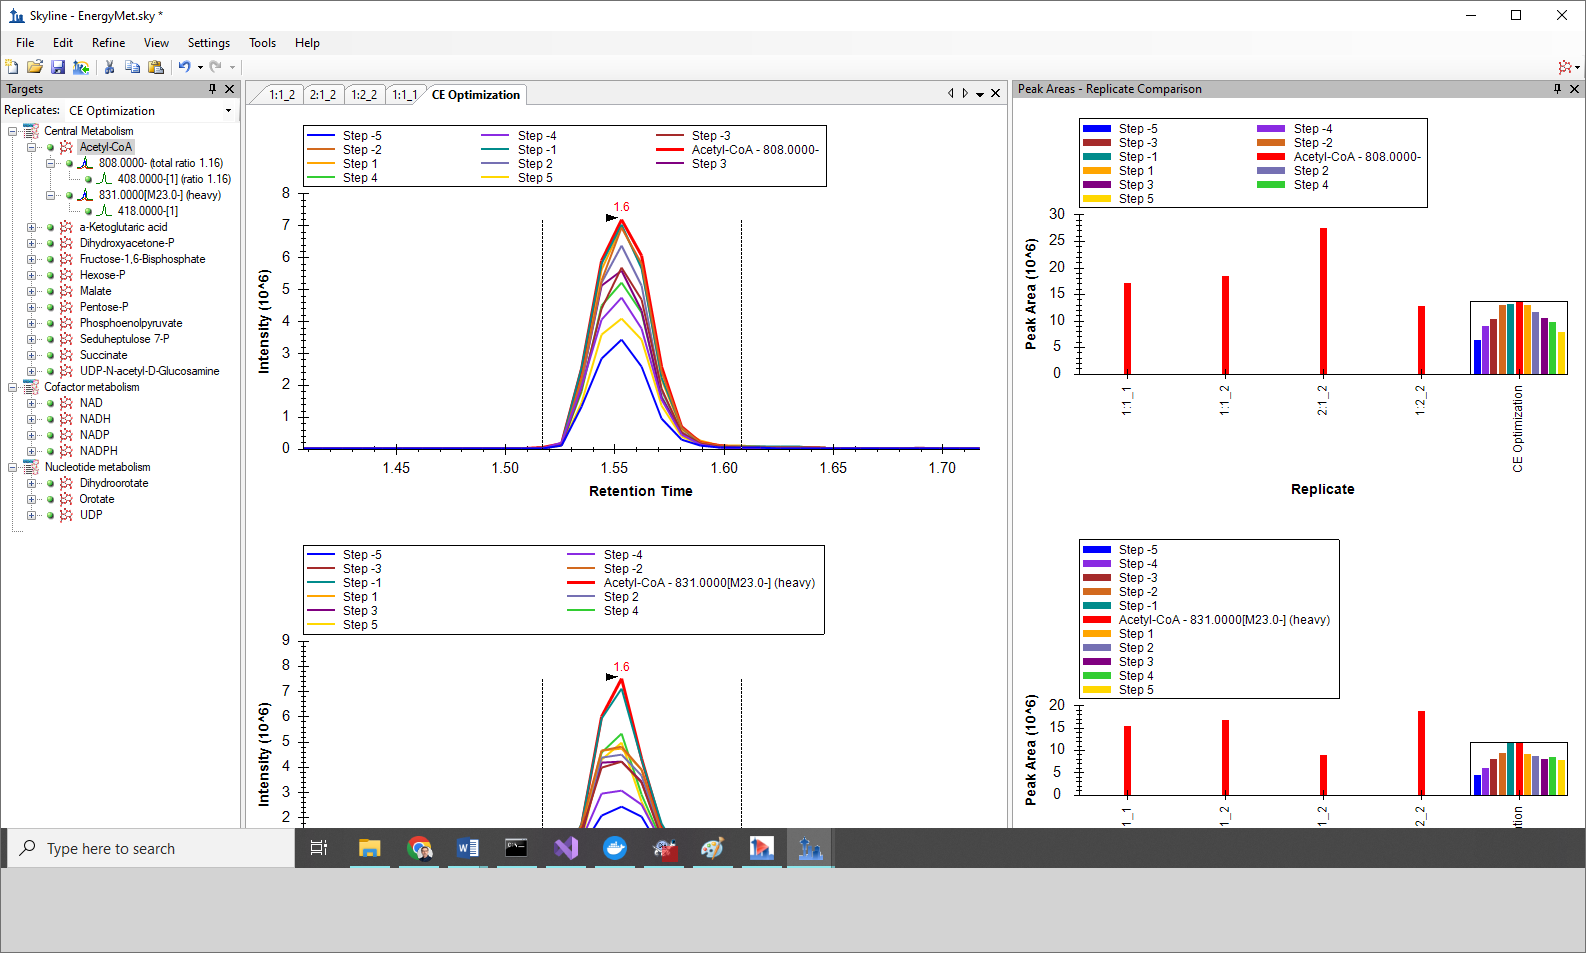 Skyline - EnergyMet.sky *
File Edit Refine View Settings Tools Help
Targets
Replicates: CE Optimization
Central Metabolism
Acetyl-CoA
808.0000- (total ratio 1.16)
408.0000-[1] (ratio 1.16)
831.0000[M23.0-] (heavy)
418.0000-[1]
a-Ketoglutaric acid
Dihydroxyacetone-P
Fructose-1,6-Bisphosphate
Hexose-P
Malate
Pentose-P
Phosphoenolpyruvate
Seduheptulose 7-P
Succinate
UDP-N-acetyl-D-Glucosamine
Cofactor metabolism
NAD
NADH
NADP
NADPH
Nucleotide metabolism
Dihydroorotate
Orotate
UDP
1:1_2 2:1_2 1:2_2 1:1_1 CE Optimization
Step -5 Step -4 Step -3
Step -2 Step -1 Acetyl-CoA - 808.0000-
Step 1 Step 2 Step 3
Step 4 Step 5
8
7
6
5
4
3
2
1
0
Intensity (10^6)
1.6
1.45 1.50 1.55 1.60 1.65 1.70
Retention Time
Step -5 Step -4
Step -3 Step -2
Step -1 Acetyl-CoA - 831.0000[M23.0-] (heavy)
Step 1 Step 2
Step 3 Step 4
Step 5
9
8
7
6
5
4
3
2
Intensity (10^6)
1.6
Peak Areas - Replicate Comparison
Step -5 Step -4
Step -3 Step -2
Step -1 Acetyl-CoA - 808.0000-
Step 1 Step 2
Step 3 Step 4
Step 5
30
25
20
15
10
5
0
Peak Area (10^6)
1:1_1 1:1_2 2:1_2 1:2_2 CE Optimization
Replicate
Step -5
Step -4
Step -3
Step -2
Step -1
Acetyl-CoA - 831.0000[M23.0-] (heavy)
Step 1
Step 2
Step 3
Step 4
Step 5
20
15
10
5
0
Peak Area (10^6)
1_1 1_2 1_2 2_2 ation
Type here to search